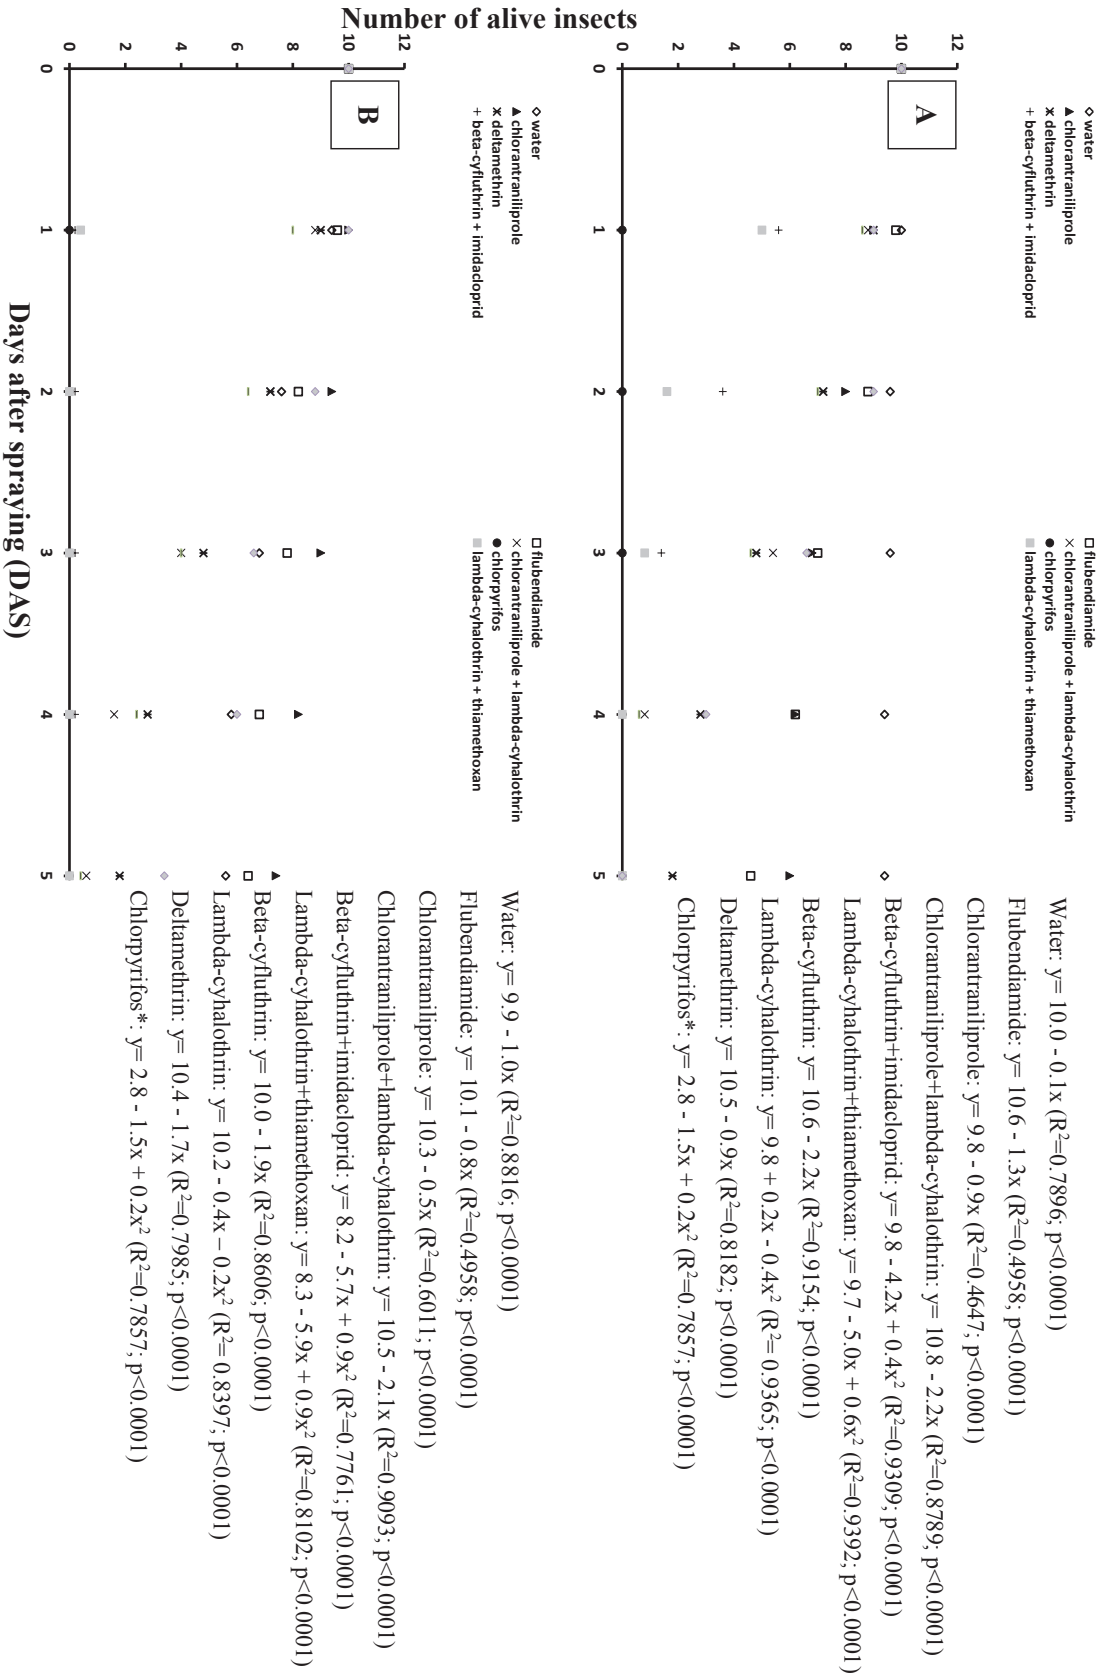 Number of alive insects
◇ water
□ flubendiamide
▲ chlorantraniliprole
× chlorantraniliprole + lambda-cyhalothrin
ж deltamethrin
● chlorpyrifos
+ beta-cyfluthrin + imidacloprid
■ lambda-cyhalothrin + thiamethoxan
A
12
10
8
6
4
2
0
0 1 2 3 4 5
Water: y= 10.0 - 0.1x (R²=0.7896; p<0.0001)
Flubendiamide: y= 10.6 - 1.3x (R²=0.4958; p<0.0001)
Chlorantraniliprole: y= 9.8 - 0.9x (R²=0.4647; p<0.0001)
Chlorantraniliprole+lambda-cyhalothrin: y= 10.8 - 2.2x (R²=0.8789; p<0.0001)
Beta-cyfluthrin+imidacloprid: y= 9.8 - 4.2x + 0.4x² (R²=0.9309; p<0.0001)
Lambda-cyhalothrin+thiamethoxan: y= 9.7 - 5.0x + 0.6x² (R²=0.9392; p<0.0001)
Beta-cyfluthrin: y= 10.6 - 2.2x (R²=0.9154; p<0.0001)
Lambda-cyhalothrin: y= 9.8 + 0.2x - 0.4x² (R²= 0.9365; p<0.0001)
Deltamethrin: y= 10.5 - 0.9x (R²=0.8182; p<0.0001)
Chlorpyrifos*: y= 2.8 - 1.5x + 0.2x² (R²=0.7857; p<0.0001)
◇ water
□ flubendiamide
▲ chlorantraniliprole
× chlorantraniliprole + lambda-cyhalothrin
ж deltamethrin
● chlorpyrifos
+ beta-cyfluthrin + imidacloprid
■ lambda-cyhalothrin + thiamethoxan
B
12
10
8
6
4
2
0
0 1 2 3 4 5
Water: y= 9.9 - 1.0x (R²=0.8816; p<0.0001)
Flubendiamide: y= 10.1 - 0.8x (R²=0.4958; p<0.0001)
Chlorantraniliprole: y= 10.3 - 0.5x (R²=0.6011; p<0.0001)
Chlorantraniliprole+lambda-cyhalothrin: y= 10.5 - 2.1x (R²=0.9093; p<0.0001)
Beta-cyfluthrin+imidacloprid: y= 8.2 - 5.7x + 0.9x² (R²=0.7761; p<0.0001)
Lambda-cyhalothrin+thiamethoxan: y= 8.3 - 5.9x + 0.9x² (R²=0.8102; p<0.0001)
Beta-cyfluthrin: y= 10.0 - 1.9x (R²=0.8606; p<0.0001)
Lambda-cyhalothrin: y= 10.2 - 0.4x – 0.2x² (R²= 0.8397; p<0.0001)
Deltamethrin: y= 10.4 - 1.7x (R²=0.7985; p<0.0001)
Chlorpyrifos*: y= 2.8 - 1.5x + 0.2x² (R²=0.7857; p<0.0001)
Days after spraying (DAS)